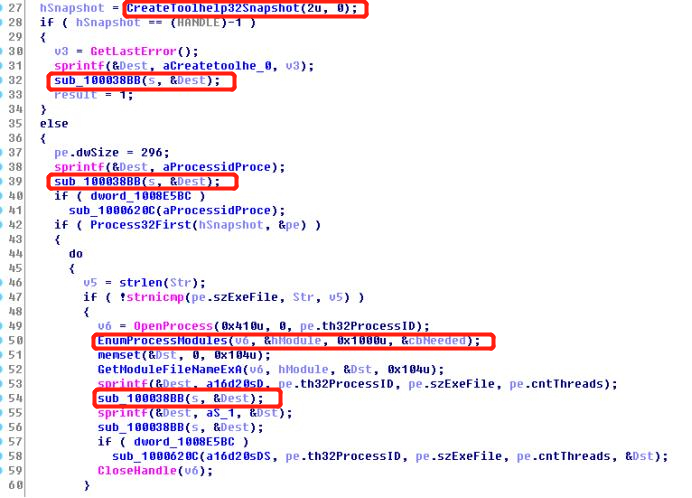 27 hSnapshot = CreateToolhelp32Snapshot(2u, 0);
28 if ( hSnapshot == (HANDLE)-1 )
29 {
30 v3 = GetLastError();
31 sprintf(&Dest, aCreatetoolhe_0, v3);
32 sub_100038BB(s, &Dest);
33 result = 1;
34 }
35 else
36 {
37 pe.dwSize = 296;
38 sprintf(&Dest, aProcessidProce);
39 sub_100038BB(s, &Dest);
40 if ( dword_1008E5BC )
41 sub_1000620C(aProcessidProce);
42 if ( Process32First(hSnapshot, &pe) )
43 {
44 do
45 {
46 v5 = strlen(Str);
47 if ( !strnicmp(pe.szExeFile, Str, v5) )
48 {
49 v6 = OpenProcess(0x410u, 0, pe.th32ProcessID);
50 EnumProcessModules(v6, &hModule, 0x1000u, &cbNeeded);
51 memset(&Dst, 0, 0x104u);
52 GetModuleFileNameExA(v6, hModule, &Dst, 0x104u);
53 sprintf(&Dest, a16d20sD, pe.th32ProcessID, pe.szExeFile, pe.cntThreads);
54 sub_100038BB(s, &Dest);
55 sprintf(&Dest, aS_1, &Dst);
56 sub_100038BB(s, &Dest);
57 if ( dword_1008E5BC )
58 sub_1000620C(a16d20sDS, pe.th32ProcessID, pe.szExeFile, pe.cntThreads, &Dst);
59 CloseHandle(v6);
60 }